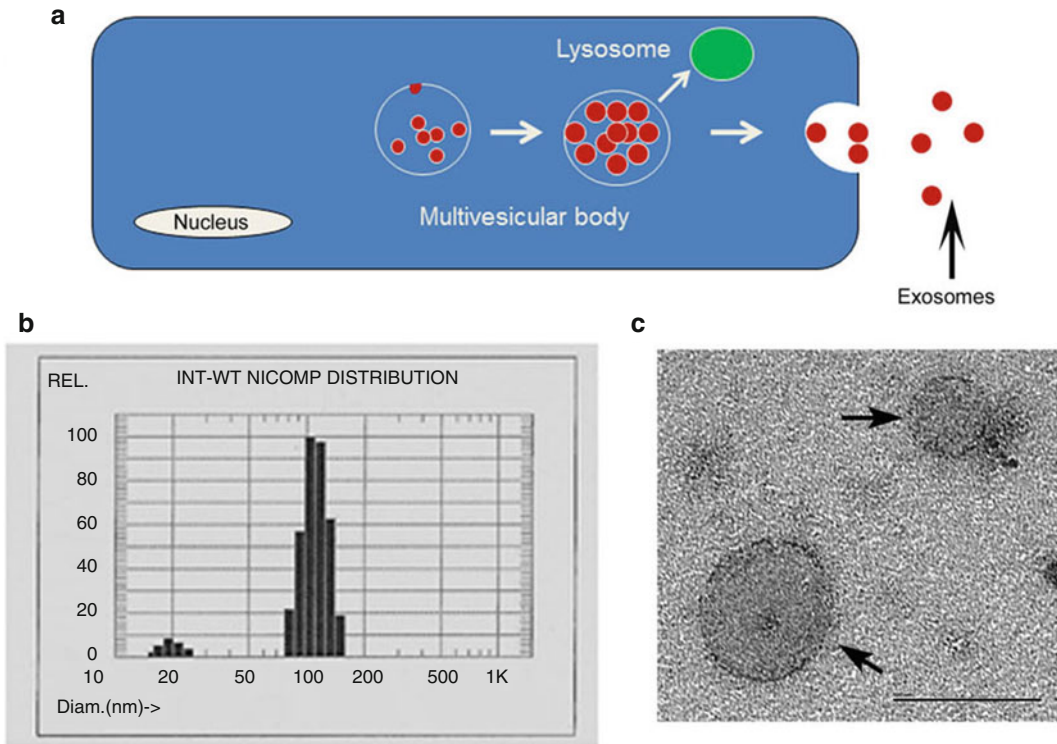 a
Lysosome
Nucleus
Multivesicular body
Exosomes
b
REL.
INT-WT NICOMP DISTRIBUTION
100
80
60
40
20
0
10 20 50 100 200 500 1K
Diam.(nm)->
c